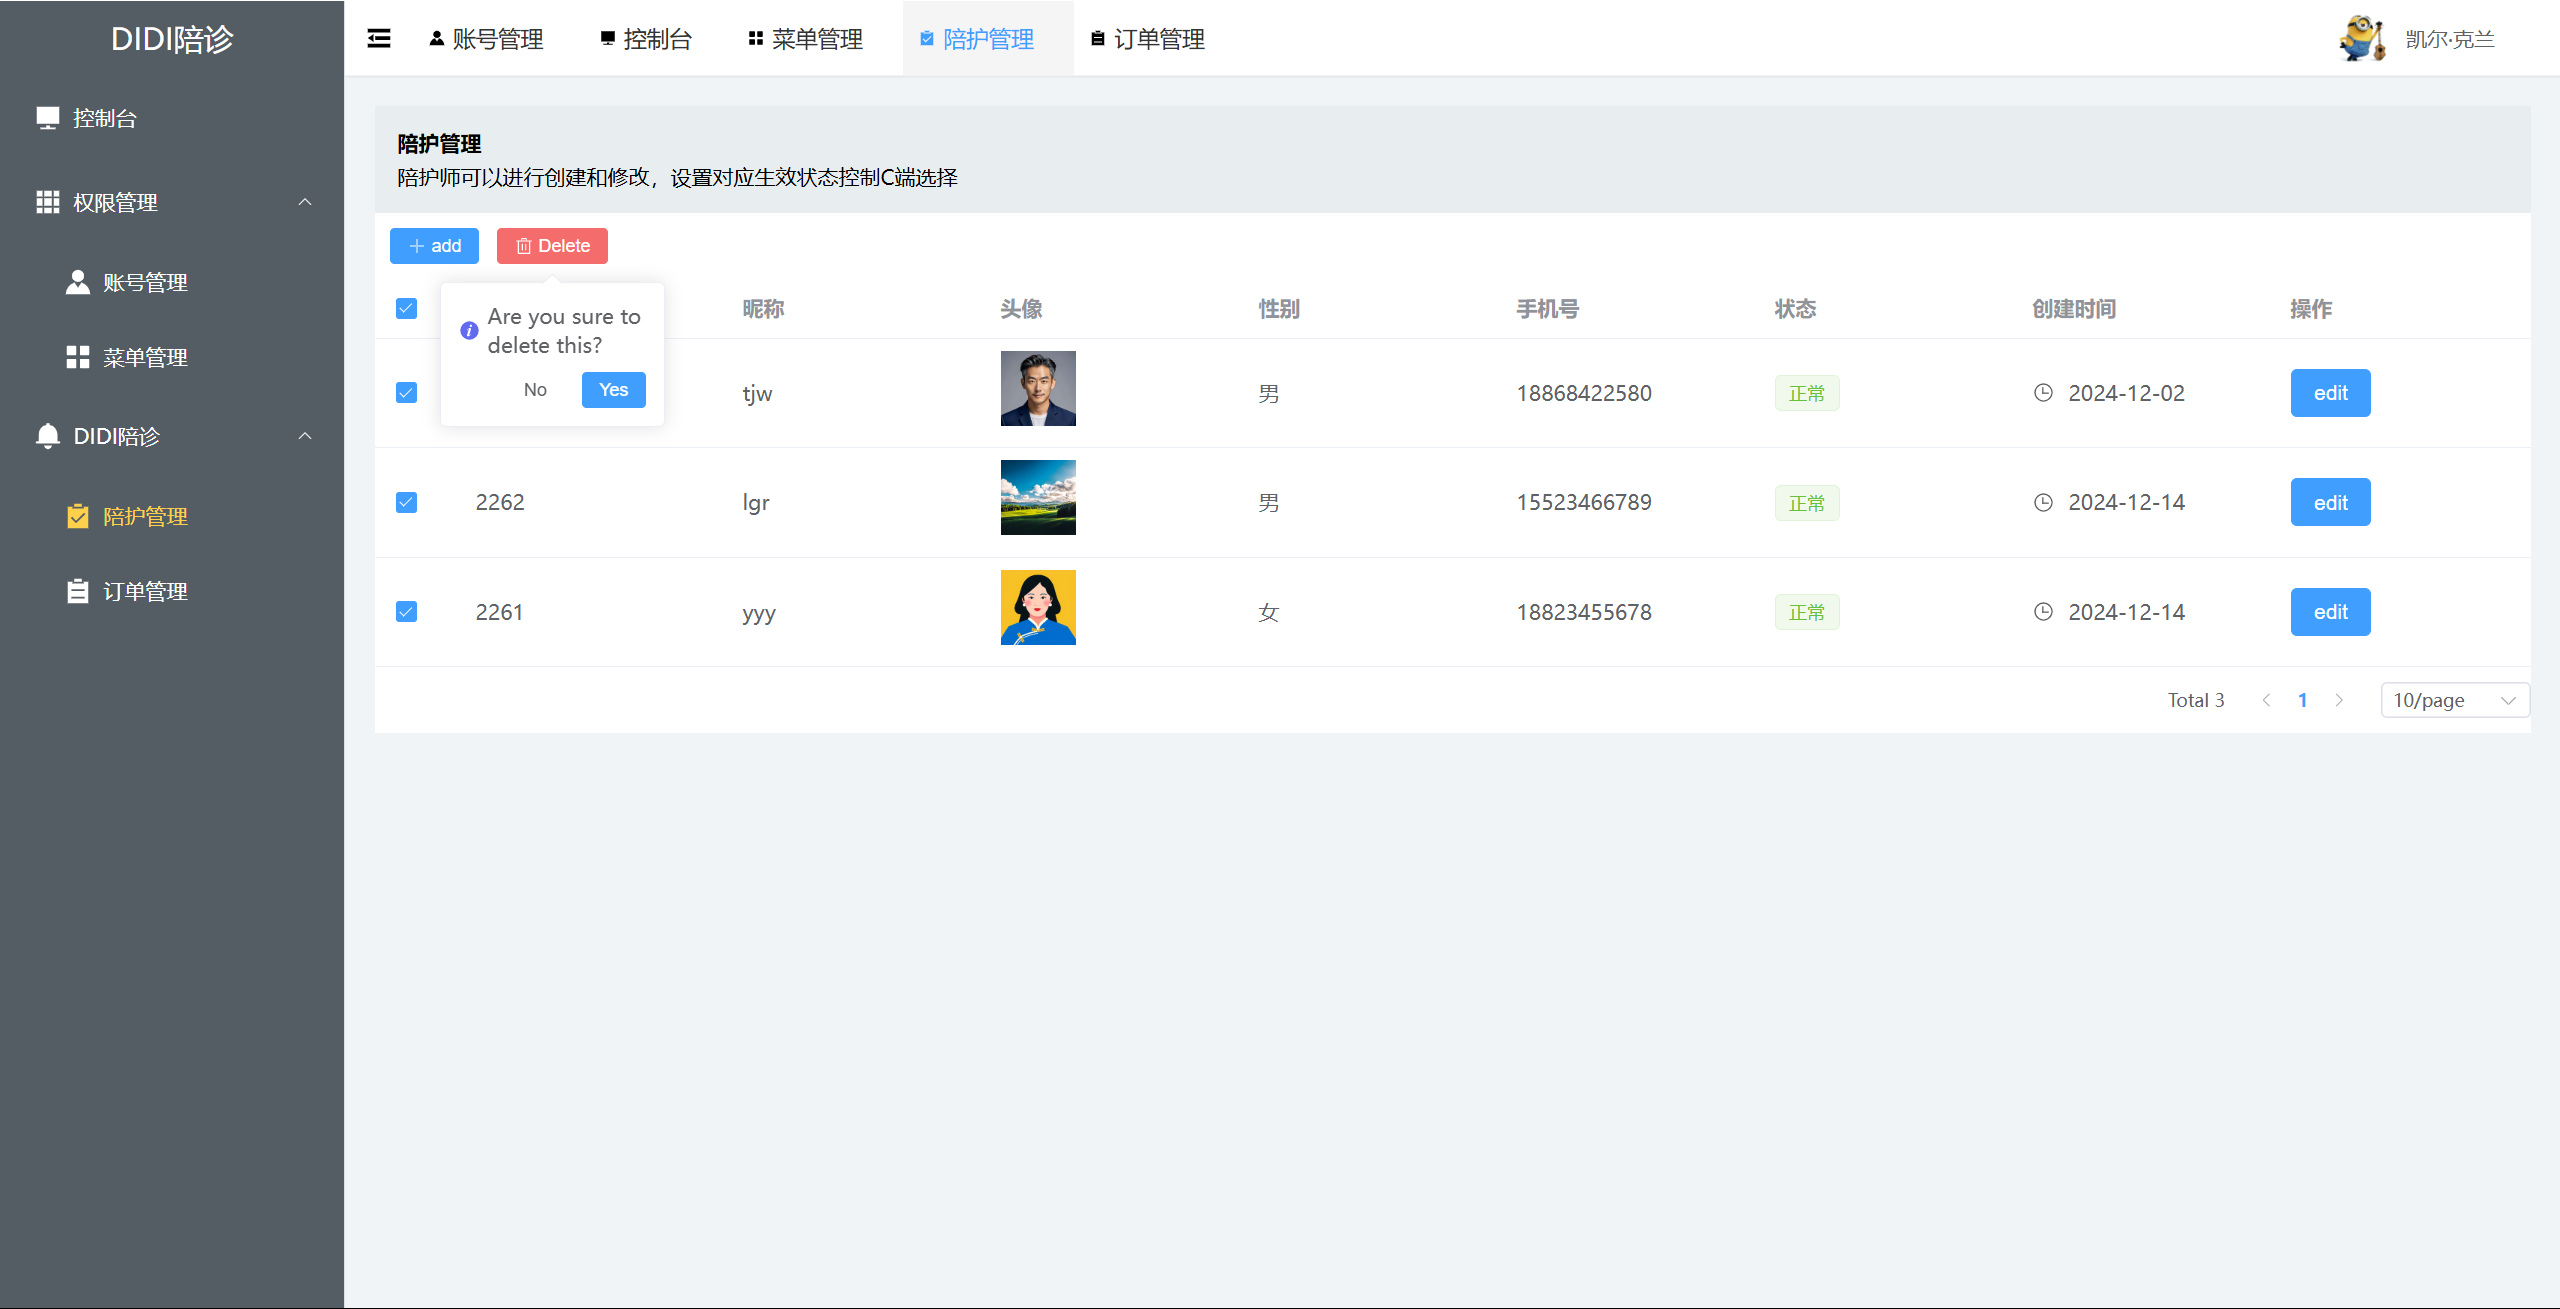 DIDI陪诊
控制台
权限管理
账号管理
菜单管理
DIDI陪诊
陪护管理
订单管理
账号管理 控制台 菜单管理 陪护管理 订单管理 凯尔·克兰
陪护管理
陪护师可以进行创建和修改，设置对应生效状态控制C端选择
add Delete
Are you sure to
delete this?
No Yes
昵称 头像 性别 手机号 状态 创建时间 操作
tjw 男 18868422580 正常 2024-12-02 edit
2262 lgr 男 15523466789 正常 2024-12-14 edit
2261 yyy 女 18823455678 正常 2024-12-14 edit
Total 3 1 10/page